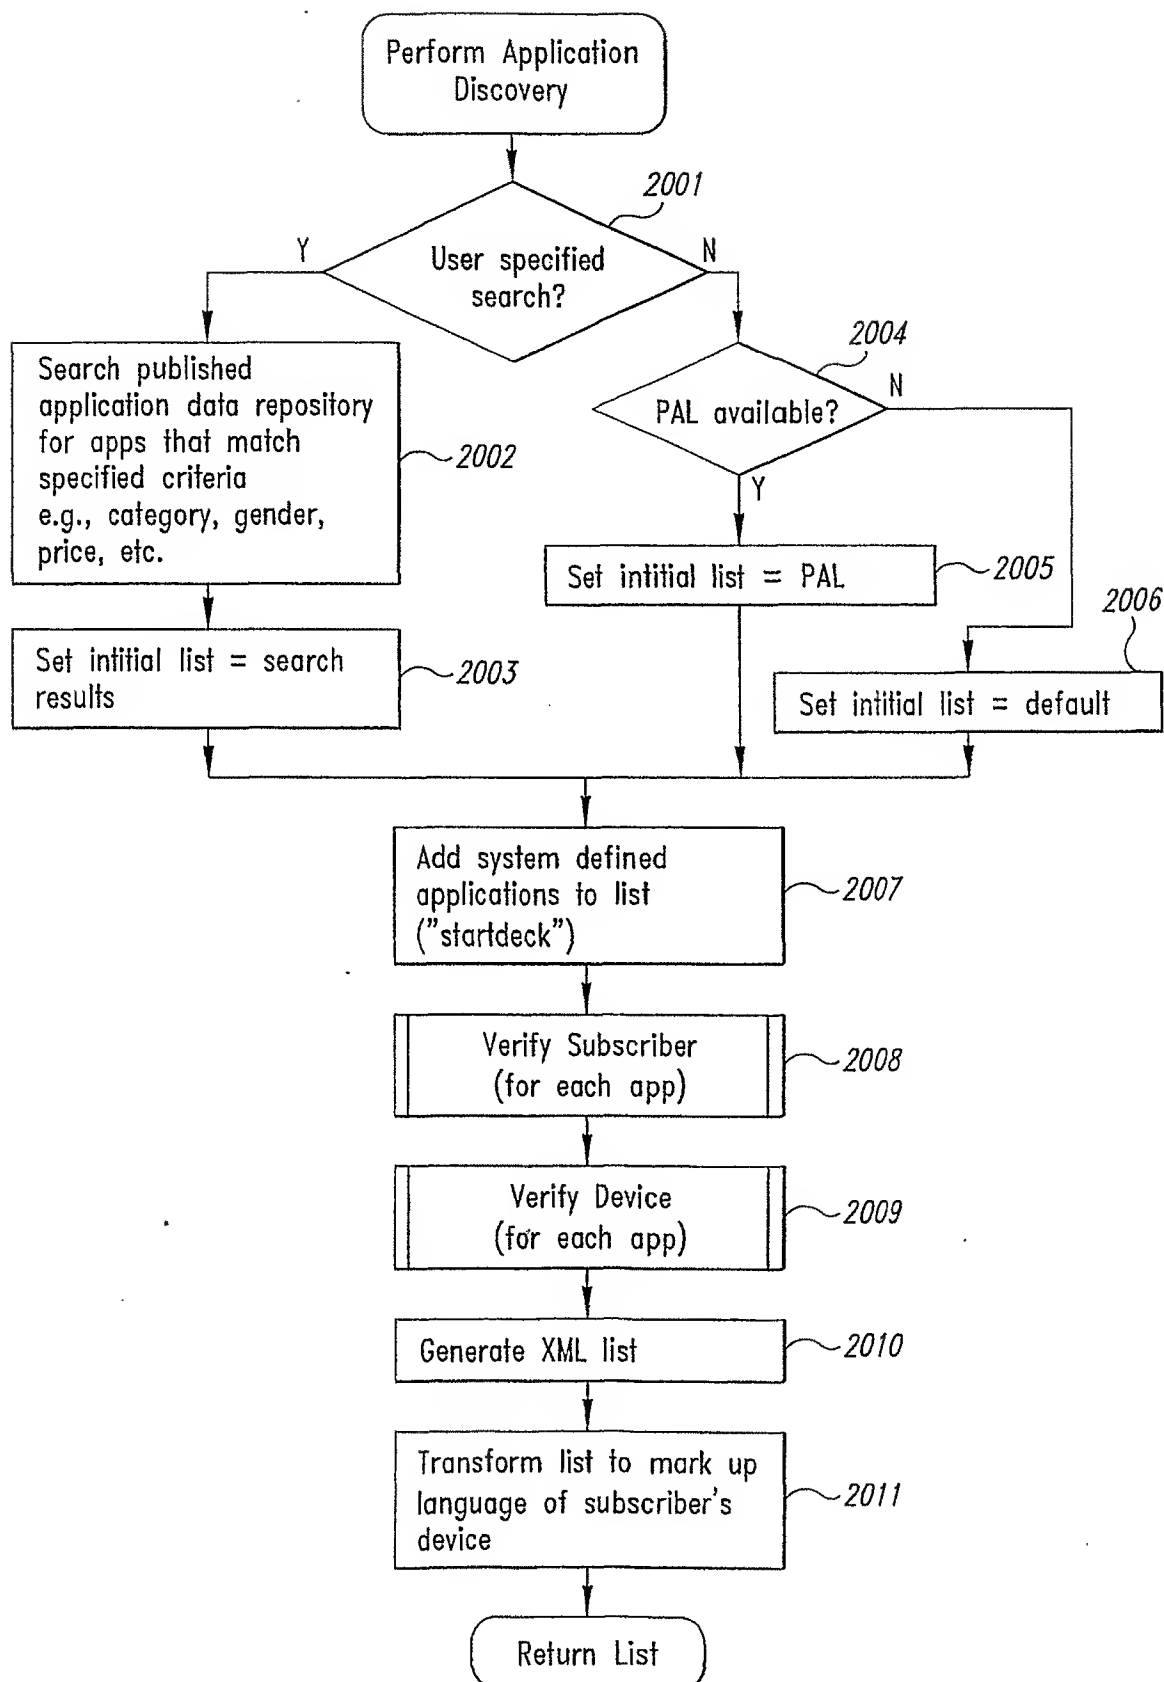 Perform Application
Discovery
2001
Y
N
User specified
search?
2004
N
Search published
application data repository
for apps that match
specified criteria
e.g., category, gender,
price, etc.
2002
PAL available?
Y
Set intitial list = PAL
2005
2006
Set intitial list = search
results
2003
Set intitial list = default
Add system defined
applications to list
("startdeck")
2007
Verify Subscriber
(for each app)
2008
Verify Device
(for each app)
2009
Generate XML list
2010
Transform list to mark up
language of subscriber's
device
2011
Return List